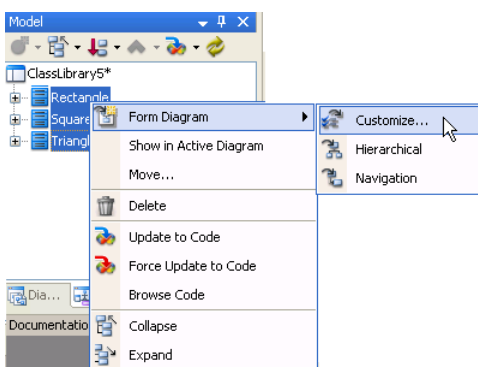 Model
ClassLibrary5*
Rectangle
Square
Form Diagram
Customize...
Triangl
Show in Active Diagram
Hierarchical
Move...
Navigation
Delete
Update to Code
Force Update to Code
Browse Code
Dia...
Documentatio
Collapse
Expand